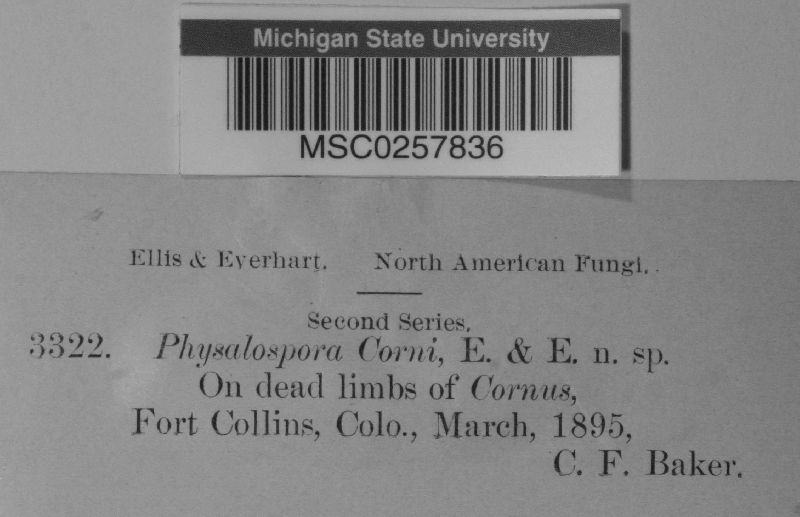 Michigan State University
MSC0257836
Ellis & Everhart. North American Fungi.
Second Series.
3322. Physalospora Corni, E. & E. n. sp.
On dead limbs of Cornus,
Fort Collins, Colo., March, 1895,
C. F. Baker.